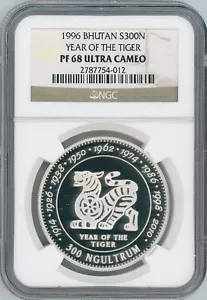 1996 BHUTAN S300N
YEAR OF THE TIGER
PF 68 ULTRA CAMEO
2787754-012
NGC
1914 • 1926 • 1938 • 1950 • 1962 • 1974 • 1986 • 1998 • 2010
YEAR OF THE
TIGER
300 NGULTRUM